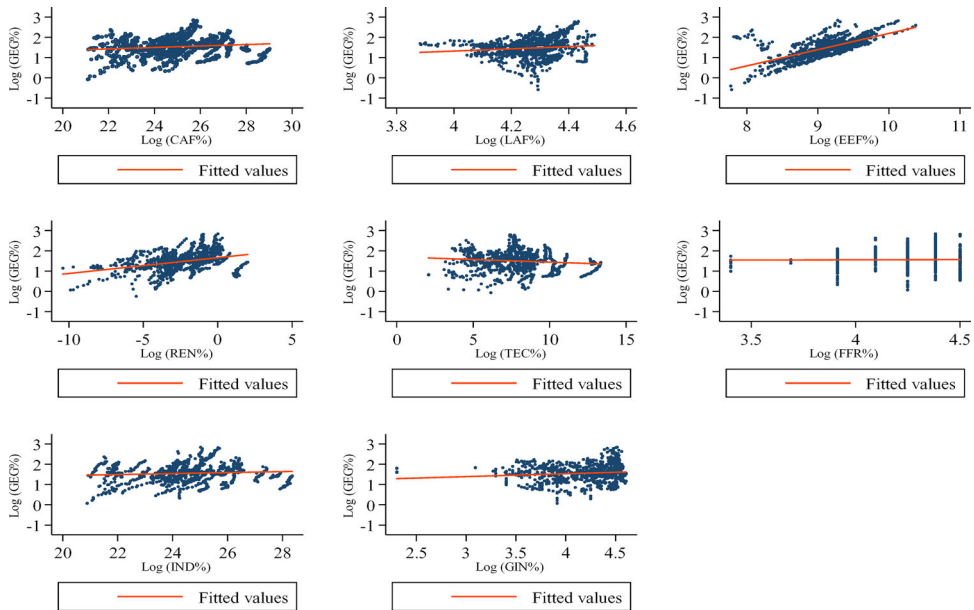 Log (GEG%)
3
2
1
0
-1
20 22 24 26 28 30
Log (CAF%)
Fitted values
Log (GEG%)
3
2
1
0
-1
3.8 4 4.2 4.4 4.6
Log (LAF%)
Fitted values
Log (GEG%)
3
2
1
0
-1
8 9 10 11
Log (EEF%)
Fitted values
Log (GEG%)
3
2
1
0
-1
-10 -5 0 5
Log (REN%)
Fitted values
Log (GEG%)
3
2
1
0
-1
0 5 10 15
Log (TEC%)
Fitted values
Log (GEG%)
3
2
1
0
-1
3.5 4 4.5
Log (FFR%)
Fitted values
Log (GEG%)
3
2
1
0
-1
20 22 24 26 28
Log (IND%)
Fitted values
Log (GEG%)
3
2
1
0
-1
2.5 3 3.5 4 4.5
Log (GIN%)
Fitted values